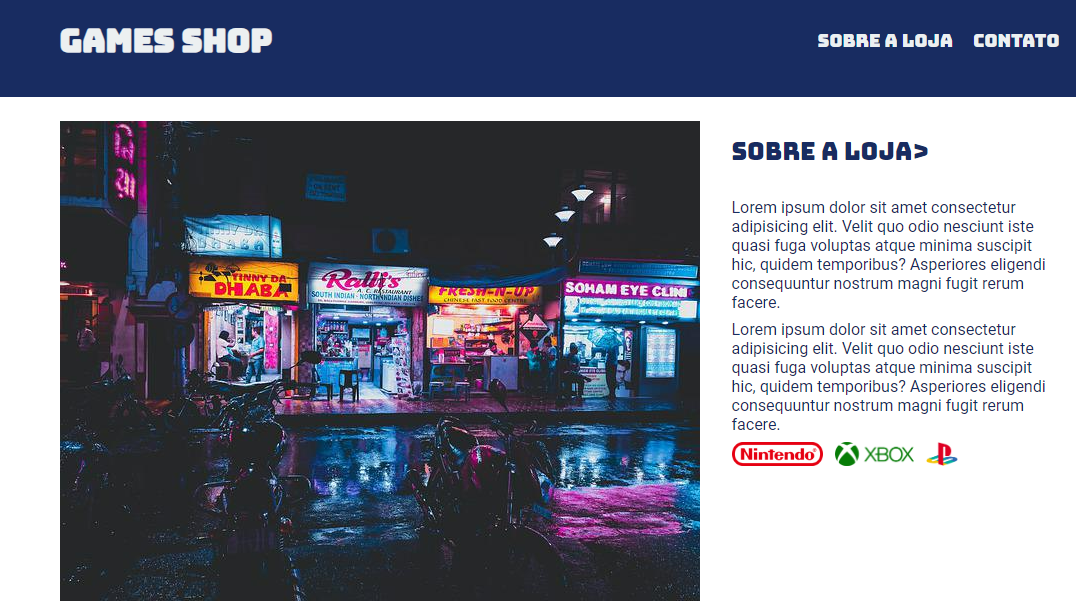 GAMES SHOP
SOBRE A LOJA CONTATO
TINNY DA
DHABA
Ralli's
A. C. RESTAURANT
SOUTH INDIAN - NORTH INDIAN DISHES
FRESH-N-UP
CHINESE FAST FOOD CENTRE
SOHAM EYE CLINI
SOBRE A LOJA>
Lorem ipsum dolor sit amet consectetur
adipisicing elit. Velit quo odio nesciunt iste
quasi fuga voluptas atque minima suscipit
hic, quidem temporibus? Asperiores eligendi
consequuntur nostrum magni fugit rerum
facere.
Lorem ipsum dolor sit amet consectetur
adipisicing elit. Velit quo odio nesciunt iste
quasi fuga voluptas atque minima suscipit
hic, quidem temporibus? Asperiores eligendi
consequuntur nostrum magni fugit rerum
facere.
Nintendo XBOX